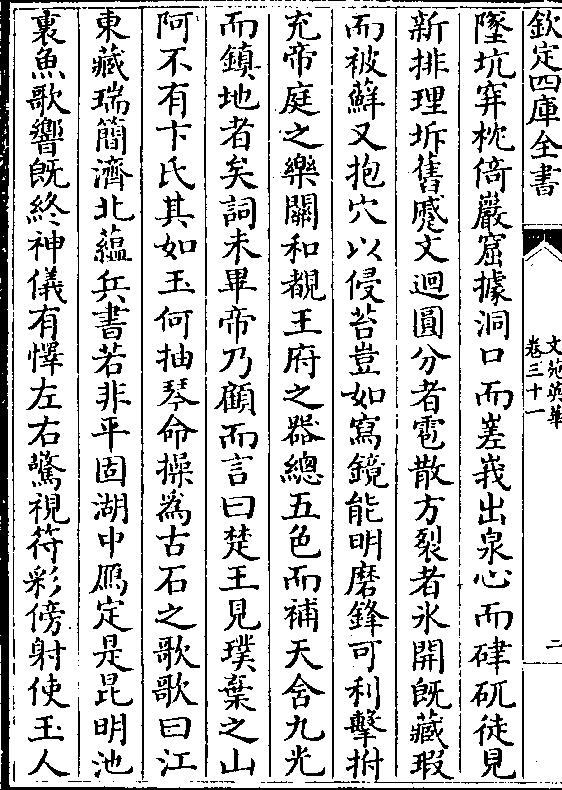 欽定四庫全書
文苑英華
卷三十一
二
墜坑穽枕倚巖窟據洞口而嵳峩出泉心而硉矹徒見
新排理坼舊蹙文迴圓分者雹散方裂者氷開旣藏瑕
而被蘚又抱穴以侵苔豈如寫鏡能明磨鋒可利擊拊
充帝庭之樂關和覩王府之器總五色而補天含九光
而鎮地者矣詞未畢帝乃顧而言曰楚王見璞棄之山
阿不有卞氏其如玉何抽琴命操為古石之歌歌曰江
東藏瑞簡濟北蘊兵書若非平固湖中鴈定是昆明池
裏魚歌響旣終神儀有懌左右驚視符彩傍射使玉人